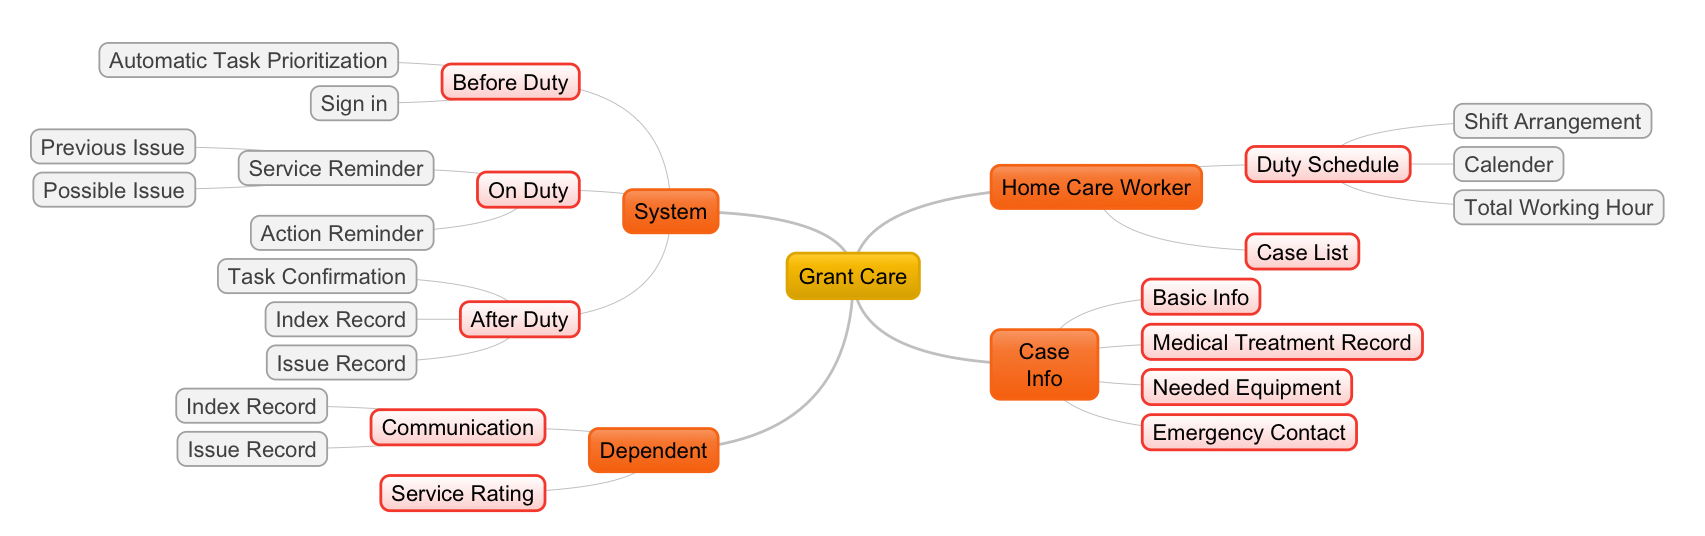 Automatic Task Prioritization
Sign in
Before Duty
Previous Issue
Possible Issue
Service Reminder
Action Reminder
On Duty
Task Confirmation
Index Record
Issue Record
After Duty
System
Index Record
Issue Record
Communication
Service Rating
Dependent
Grant Care
Home Care Worker
Duty Schedule
Shift Arrangement
Calender
Total Working Hour
Case List
Case
Info
Basic Info
Medical Treatment Record
Needed Equipment
Emergency Contact